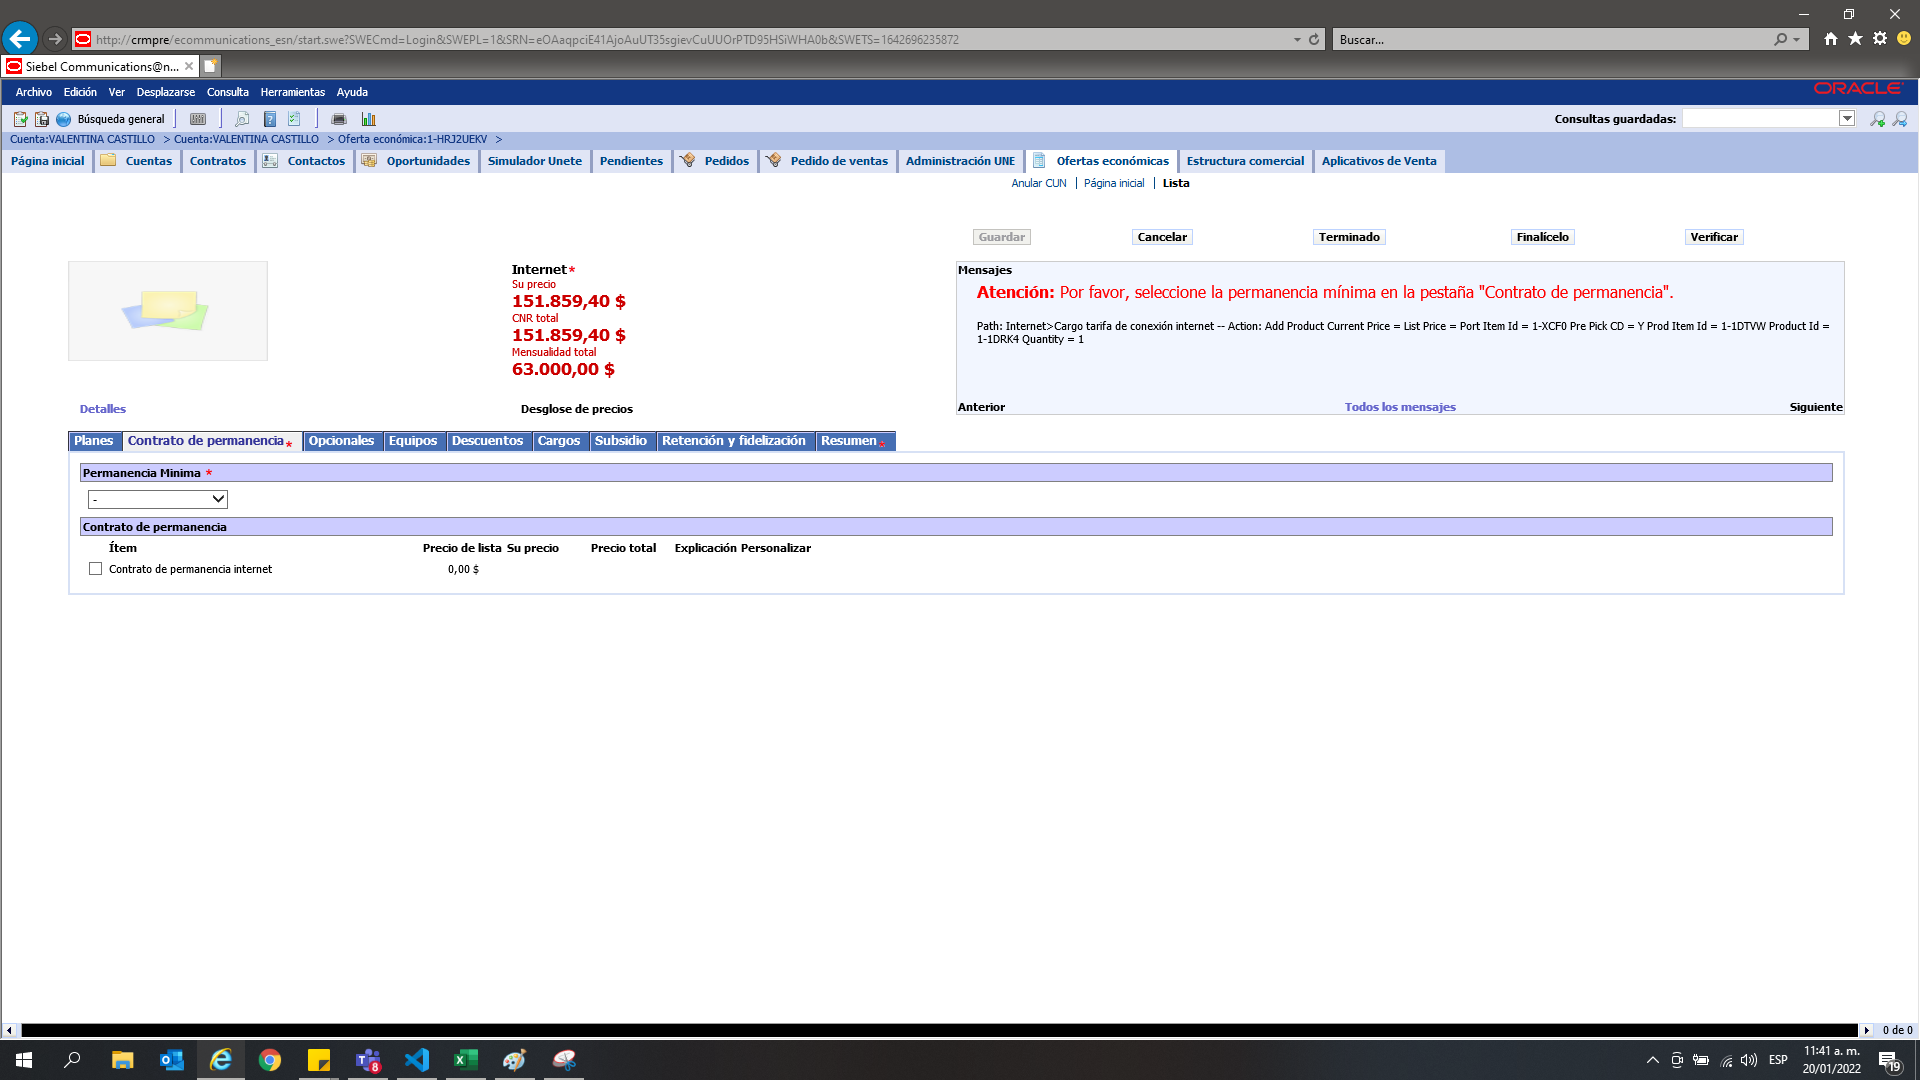 http://crmpre/ecommunications_esn/start.swe?SWECmd=Login&SWEPL=1&SRN=eOAaqpciE41AjoAuUT35sgievCuUUOrPTD95HSiWHA0b&SWETS=1642696235872
Buscar...
Siebel Communications@n...
Archivo Edición Ver Desplazarse Consulta Herramientas Ayuda
ORACLE
Búsqueda general
Consultas guardadas:
Cuenta:VALENTINA CASTILLO > Cuenta:VALENTINA CASTILLO > Oferta económica:1-HRJ2UEKV >
Página inicial Cuentas Contratos Contactos Oportunidades Simulador Unete Pendientes Pedidos Pedido de ventas Administración UNE Ofertas económicas Estructura comercial Aplicativos de Venta
Anular CUN | Página inicial | Lista
Guardar Cancelar Terminado Finalícelo Verificar
Internet*
Su precio
151.859,40 $
CNR total
151.859,40 $
Mensualidad total
63.000,00 $
Mensajes
Atención: Por favor, seleccione la permanencia mínima en la pestaña "Contrato de permanencia".
Path: Internet>Cargo tarifa de conexión internet -- Action: Add Product Current Price = List Price = Port Item Id = 1-XCF0 Pre Pick CD = Y Prod Item Id = 1-1DTVW Product Id =
1-1DRK4 Quantity = 1
Anterior Todos los mensajes Siguiente
Detalles Desglose de precios
Planes Contrato de permanencia* Opcionales Equipos Descuentos Cargos Subsidio Retención y fidelización Resumen*
Permanencia Minima *
-
Contrato de permanencia
Ítem Precio de lista Su precio Precio total Explicación Personalizar
Contrato de permanencia internet 0,00 $
0 de 0
8
ESP
11:41 a. m.
20/01/2022
19